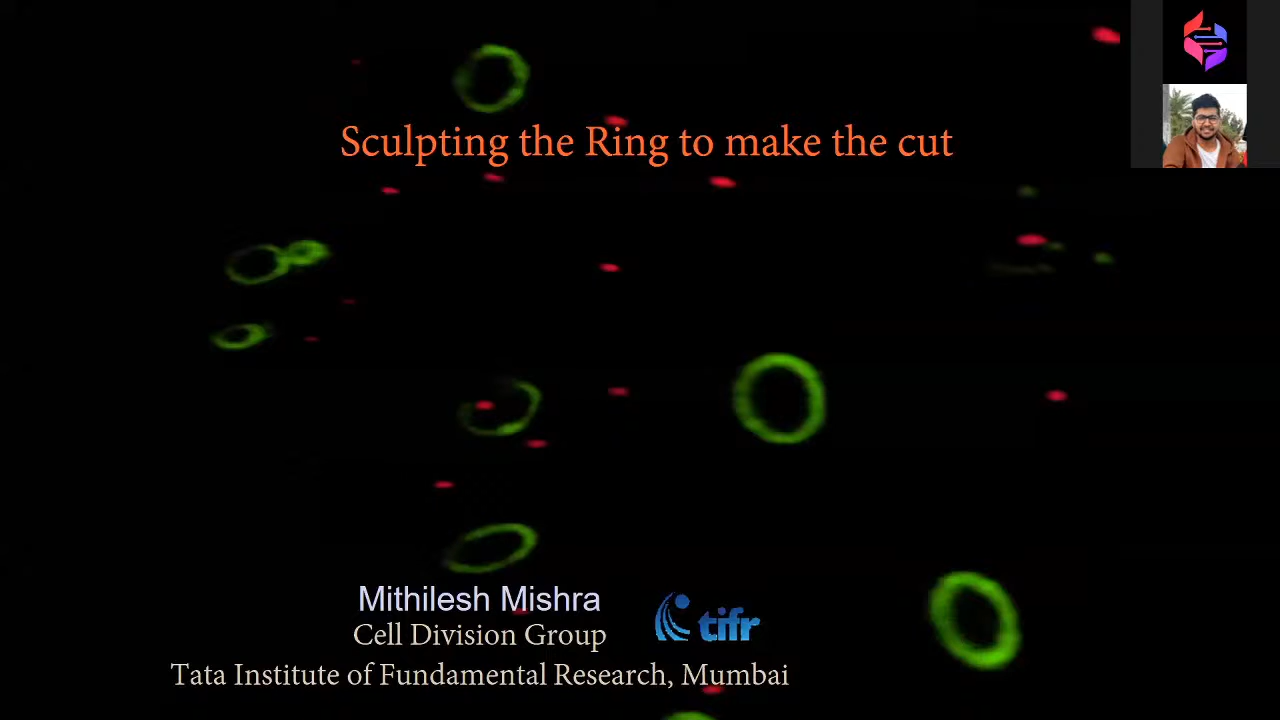 Sculpting the Ring to make the cut
Mithilesh Mishra
tifr
Cell Division Group
Tata Institute of Fundamental Research, Mumbai